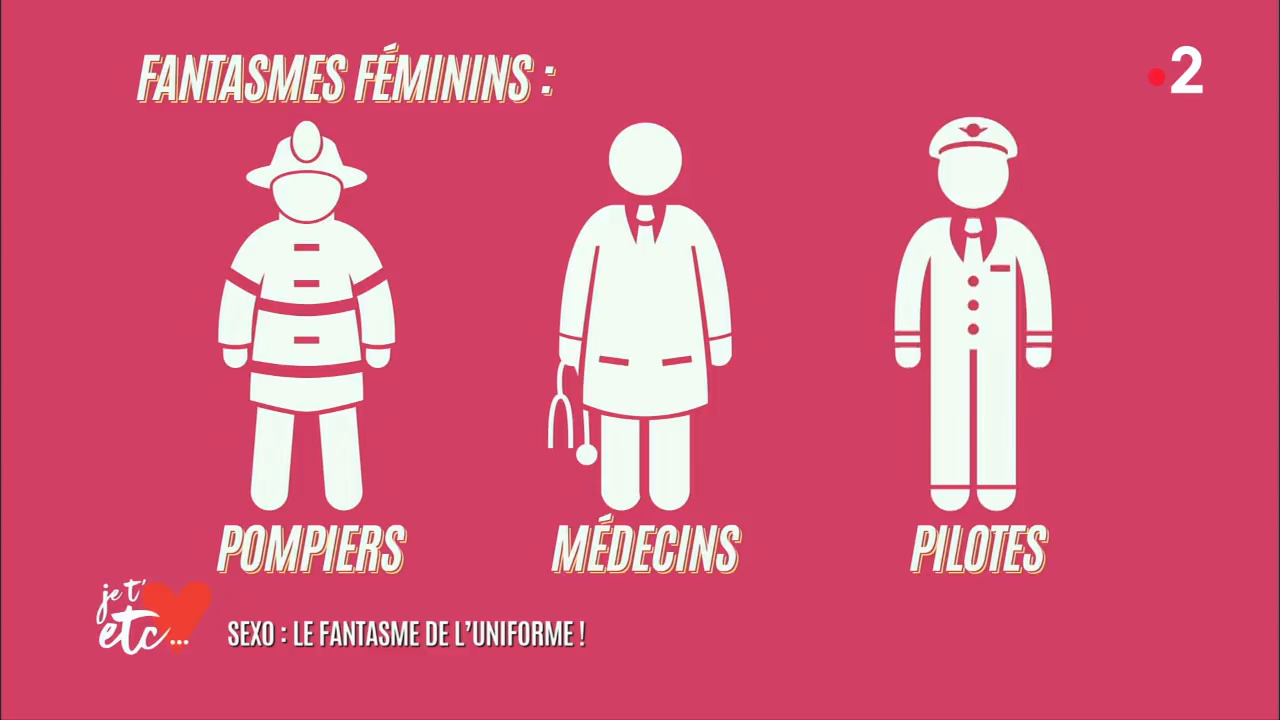 FANTASMES FÉMININS :
2
POMPIERS
MÉDECINS
PILOTES
je t'
etc...
SEXO : LE FANTASME DE L'UNIFORME !